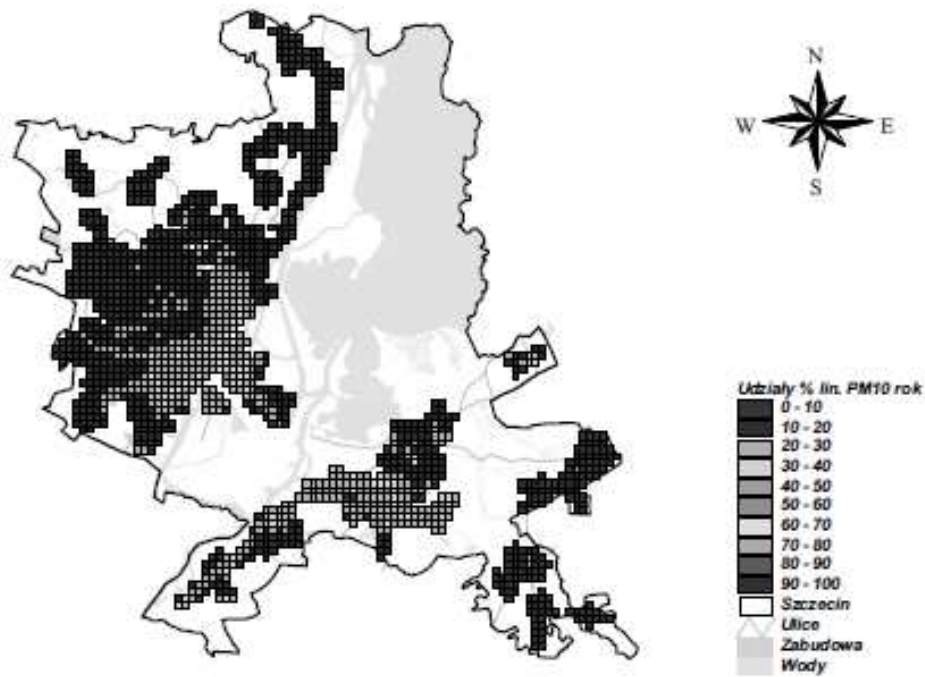 N
W E
S
Udziały % lin. PM10 rok
0 - 10
10 - 20
20 - 30
30 - 40
40 - 50
50 - 60
60 - 70
70 - 80
80 - 90
90 - 100
Szczecin
Ulice
Zabudowa
Wody